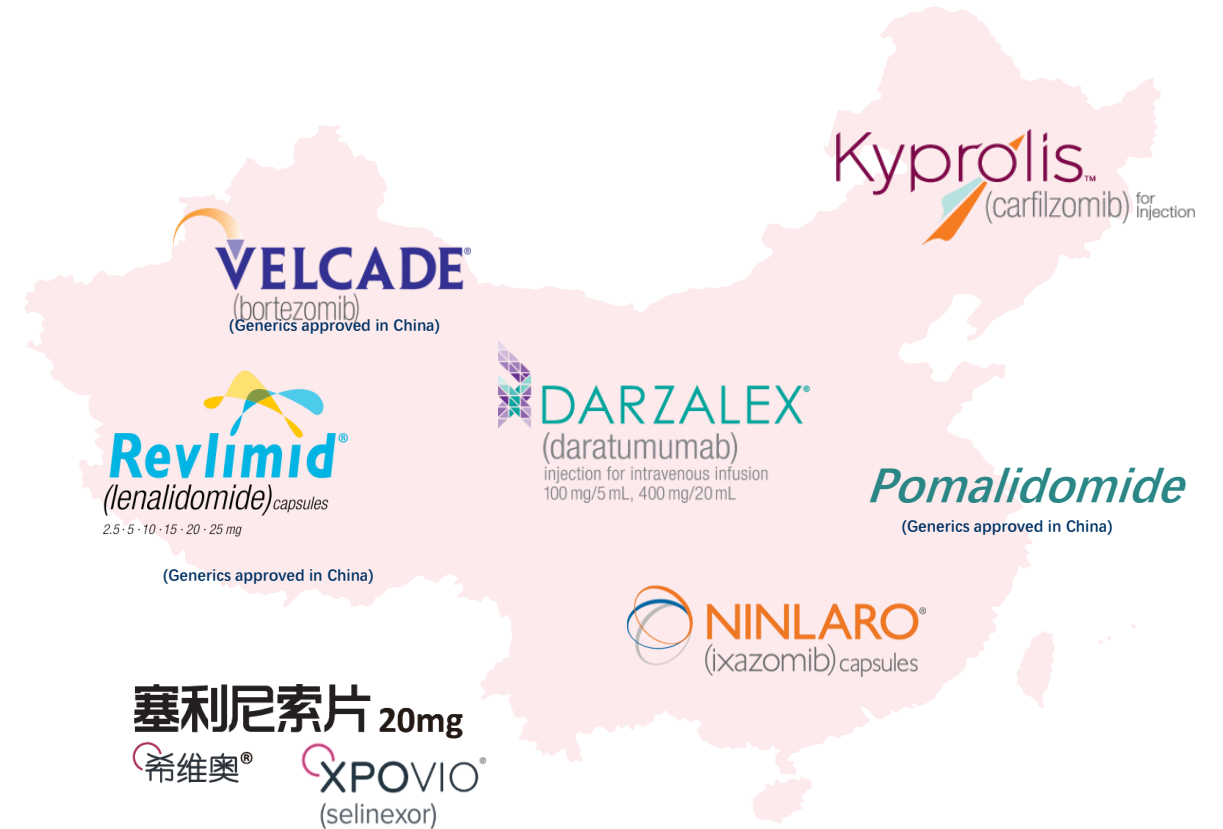 Kyprolis™
(carfilzomib) for Injection
VELCADE®
(bortezomib)
(Generics approved in China)
DARZALEX®
(daratumumab)
injection for intravenous infusion
100 mg/5 mL, 400 mg/20 mL
Revlimid®
(lenalidomide) capsules
2.5 · 5 · 10 · 15 · 20 · 25 mg
(Generics approved in China)
Pomalidomide
(Generics approved in China)
NINLARO®
(ixazomib) capsules
塞利尼索片 20mg
希维奥®
XPOVIO®
(selinexor)